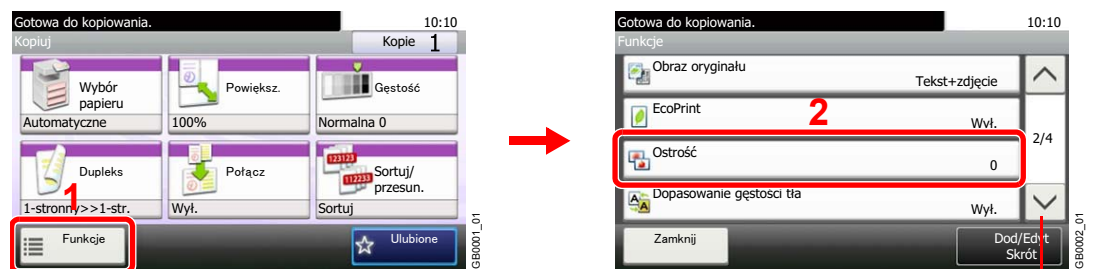 Gotowa do kopiowania.
10:10
Kopiuj
Kopie 1
Wybór
papieru
Automatyczne
Powiększ.
100%
Gęstość
Normalna 0
Dupleks
1-stronny>>1-str.
Połącz
Wył.
123123
112233
Sortuj/
przesun.
Sortuj
1
Funkcje
Ulubione
GB0001_01
Gotowa do kopiowania.
10:10
Funkcje
Obraz oryginału
Tekst+zdjęcie
EcoPrint
Wył.
2
2/4
Ostrość
0
Dopasowanie gęstości tła
Wył.
Zamknij
Dod/Edyt
Skrót
GB0002_01